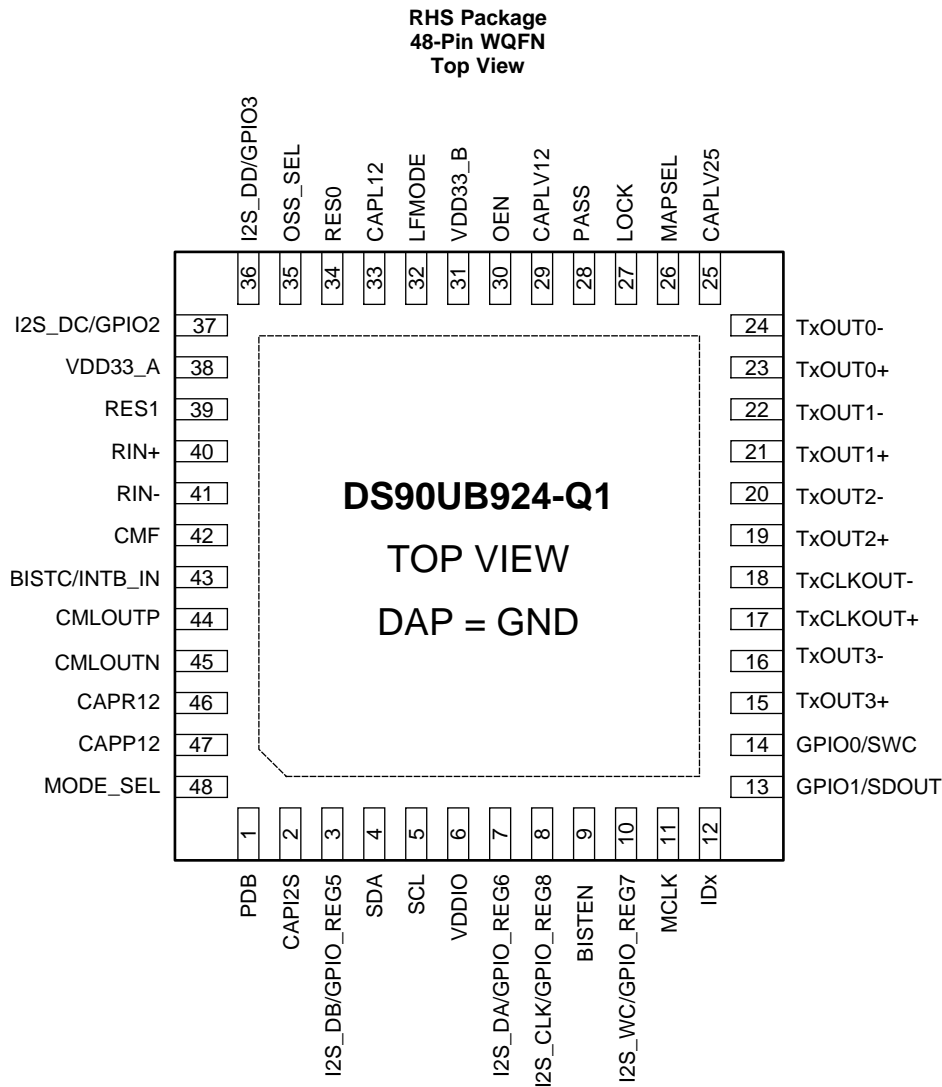 RHS Package
48-Pin WQFN
Top View
I2S_DD/GPIO3
OSS_SEL
RES0
CAPL12
LFMODE
VDD33_B
OEN
CAPLV12
PASS
LOCK
MAPSEL
CAPLV25
36 35 34 33 32 31 30 29 28 27 26 25
I2S_DC/GPIO2 37
VDD33_A 38
RES1 39
RIN+ 40
RIN- 41
CMF 42
BISTC/INTB_IN 43
CMLOUTP 44
CMLOUTN 45
CAPR12 46
CAPP12 47
MODE_SEL 48
DS90UB924-Q1
TOP VIEW
DAP = GND
24 TxOUT0-
23 TxOUT0+
22 TxOUT1-
21 TxOUT1+
20 TxOUT2-
19 TxOUT2+
18 TxCLKOUT-
17 TxCLKOUT+
16 TxOUT3-
15 TxOUT3+
14 GPIO0/SWC
13 GPIO1/SDOUT
1 2 3 4 5 6 7 8 9 10 11 12
PDB
CAPI2S
I2S_DB/GPIO_REG5
SDA
SCL
VDDIO
I2S_DA/GPIO_REG6
I2S_CLK/GPIO_REG8
BISTEN
I2S_WC/GPIO_REG7
MCLK
IDx